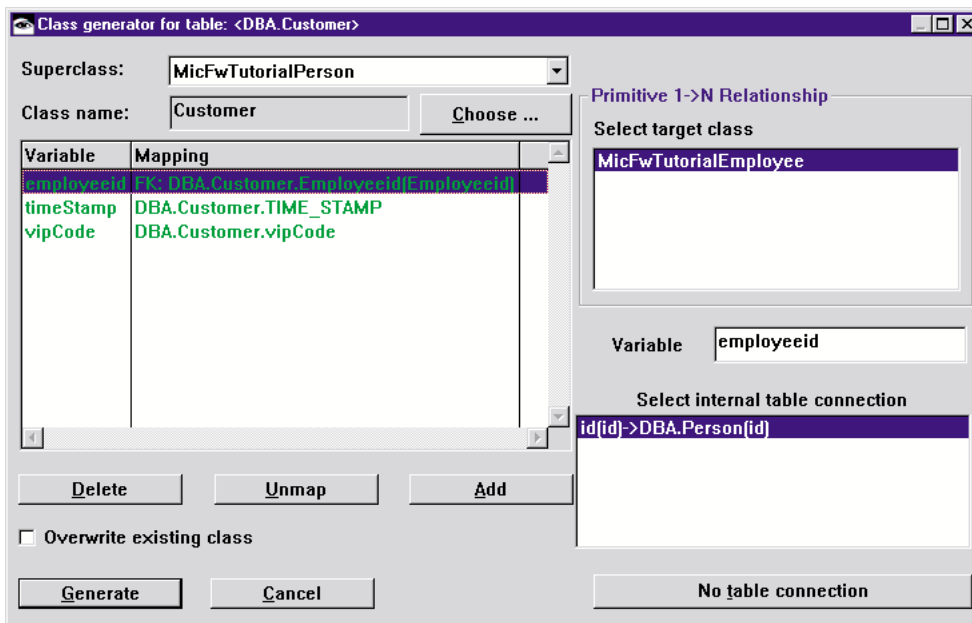 Class generator for table: <DBA.Customer>
Superclass:
MicFwTutorialPerson
Class name:
Customer
Choose ...
Variable Mapping
employeeid FK: DBA.Customer.Employeeid(Employeeid)
timeStamp DBA.Customer.TIME_STAMP
vipCode DBA.Customer.vipCode
Delete
Unmap
Add
Overwrite existing class
Generate
Cancel
Primitive 1->N Relationship
Select target class
MicFwTutorialEmployee
Variable
employeeid
Select internal table connection
id(id)->DBA.Person(id)
No table connection